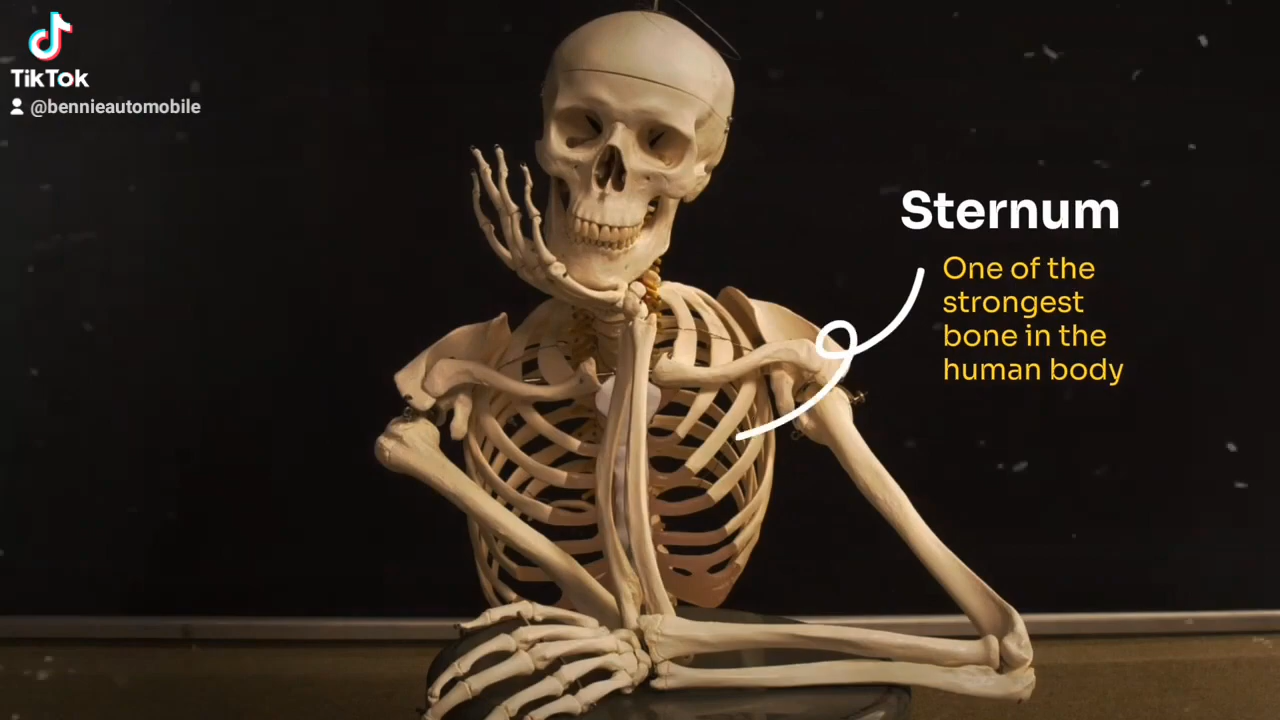 TikTok
@bennieautomobile
Sternum
One of the
strongest
bone in the
human body